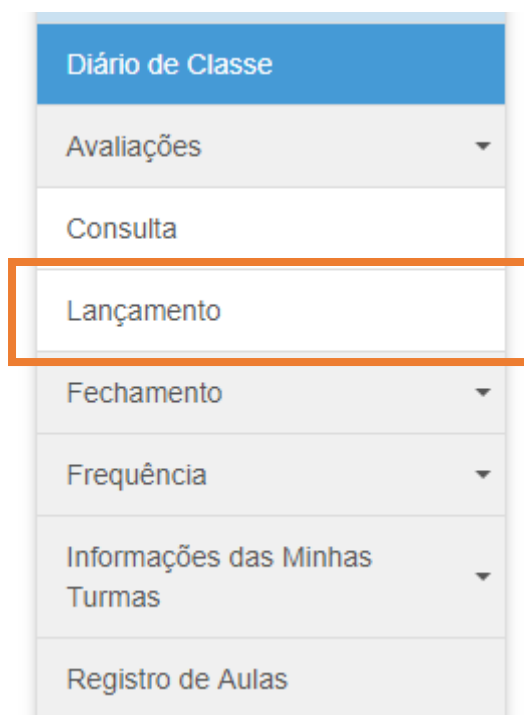 Diário de Classe
Avaliações
Consulta
Lançamento
Fechamento
Frequência
Informações das Minhas
Turmas
Registro de Aulas